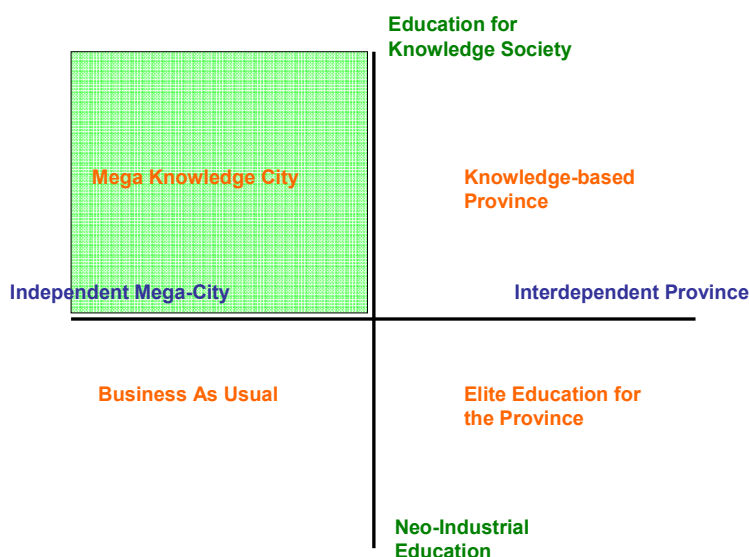 Education for
Knowledge Society
Mega Knowledge City
Knowledge-based
Province
Independent Mega-City
Interdependent Province
Business As Usual
Elite Education for
the Province
Neo-Industrial
Education